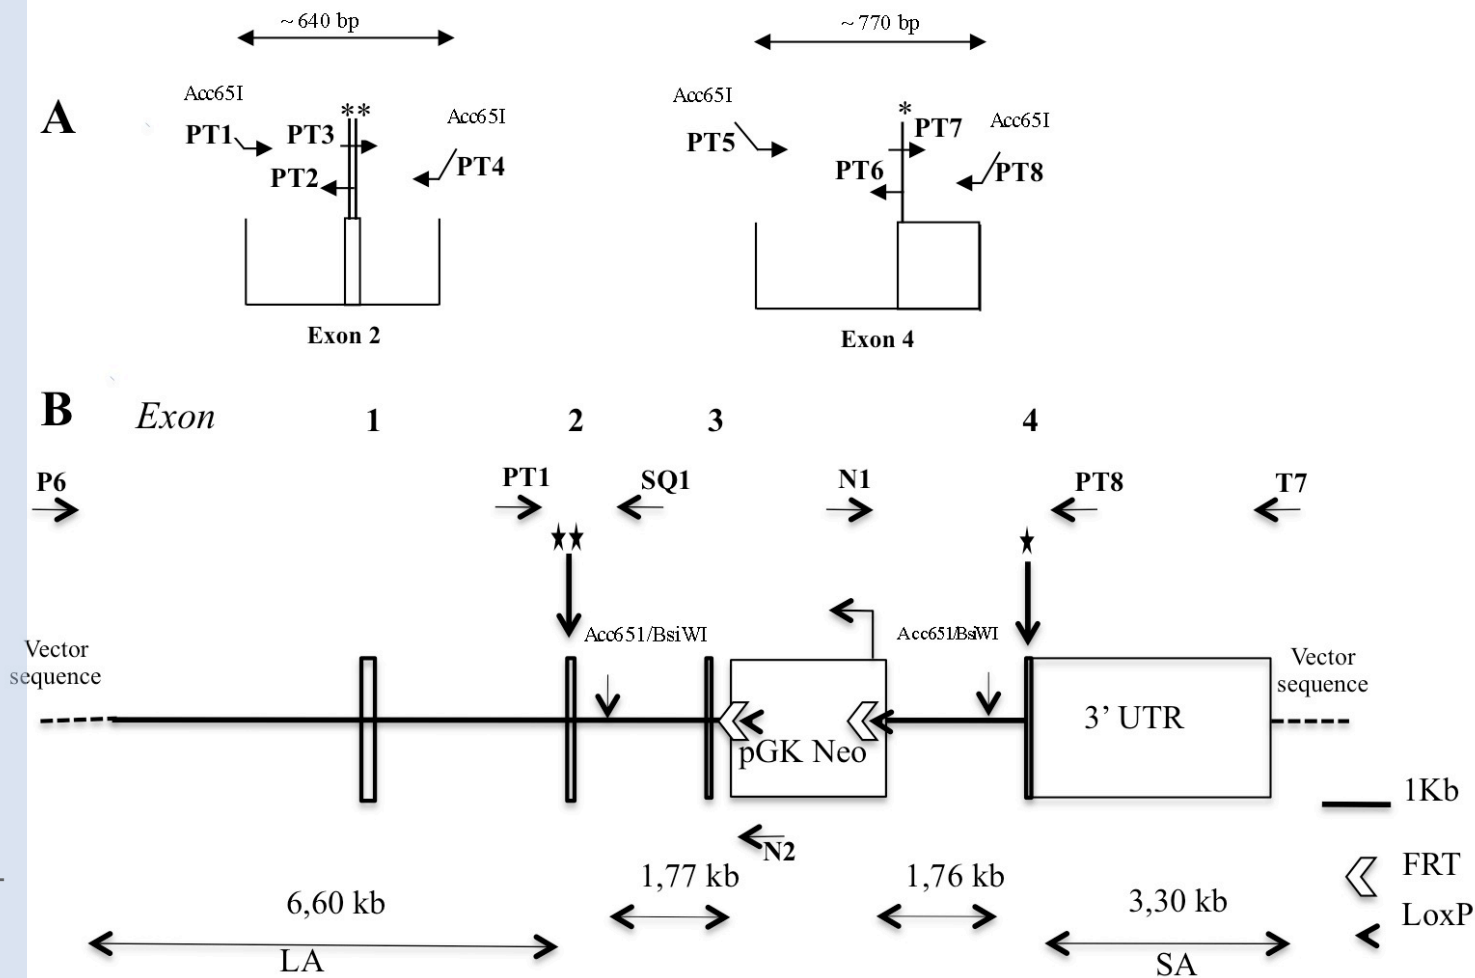 ~ 640 bp
~ 770 bp
A
Acc65I
**
Acc65I
PT1
PT3
PT2
PT4
Exon 2
Acc65I
*
Acc65I
PT5
PT7
PT6
PT8
Exon 4
B
Exon 1 2 3 4
P6
PT1
SQ1
N1
PT8
T7
Acc651/BsiWI
Acc651/BsiWI
Vector
sequence
Vector
sequence
3’ UTR
pGK Neo
1Kb
N2
FRT
LoxP
6,60 kb
1,77 kb
1,76 kb
3,30 kb
LA
SA